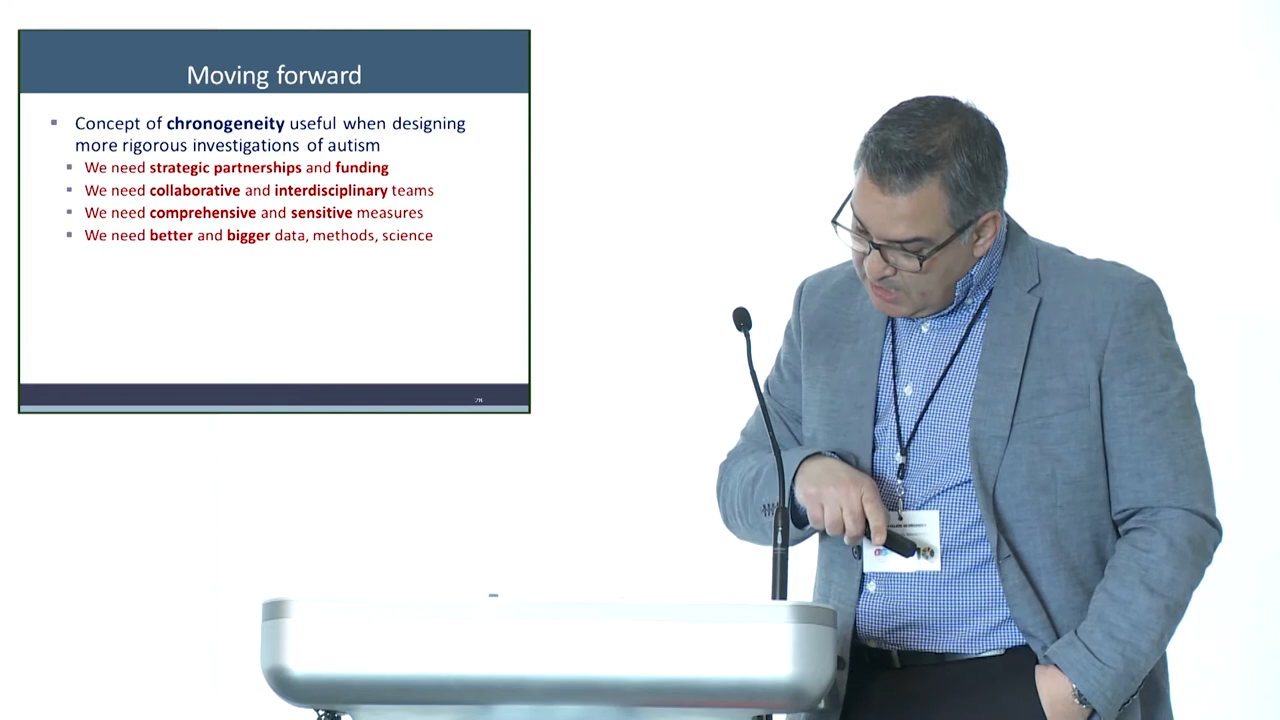 Moving forward
Concept of chronogeneity useful when designing
more rigorous investigations of autism
We need strategic partnerships and funding
We need collaborative and interdisciplinary teams
We need comprehensive and sensitive measures
We need better and bigger data, methods, science